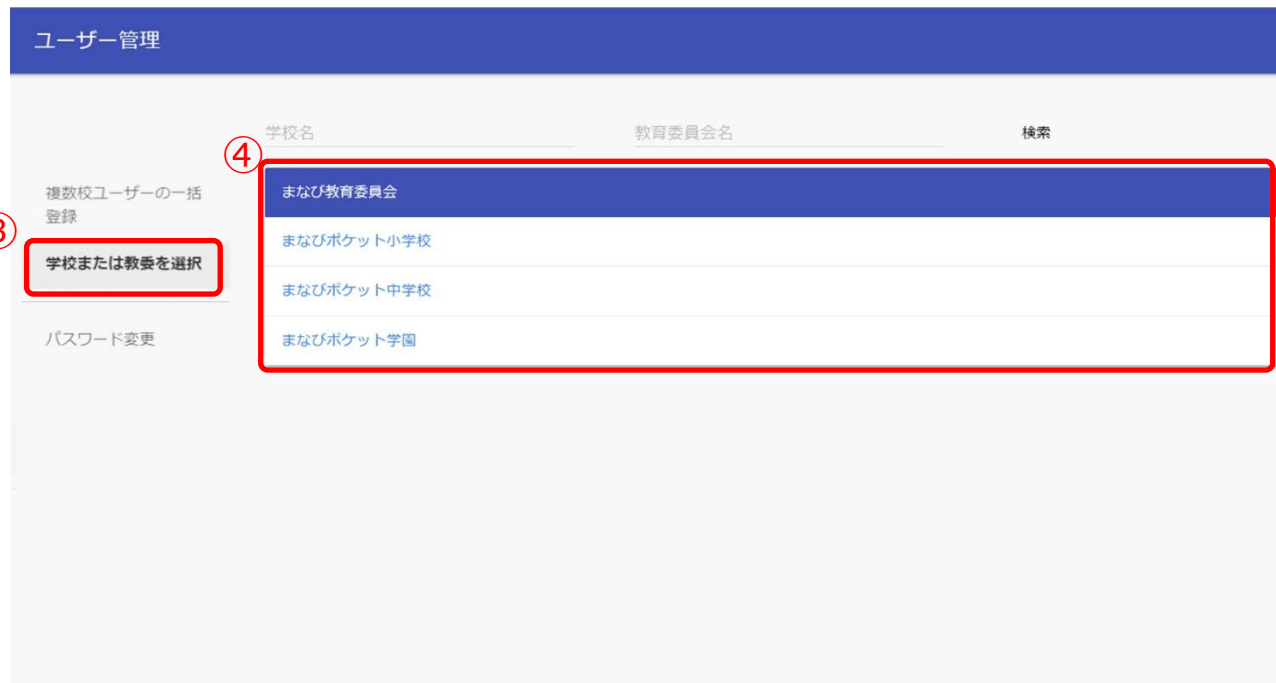 ユーザー管理
学校名 教育委員会名 検索
④
複数校ユーザーの一括
登録
③
学校または教委を選択
パスワード変更
まなび教育委員会
まなびポケット小学校
まなびポケット中学校
まなびポケット学園